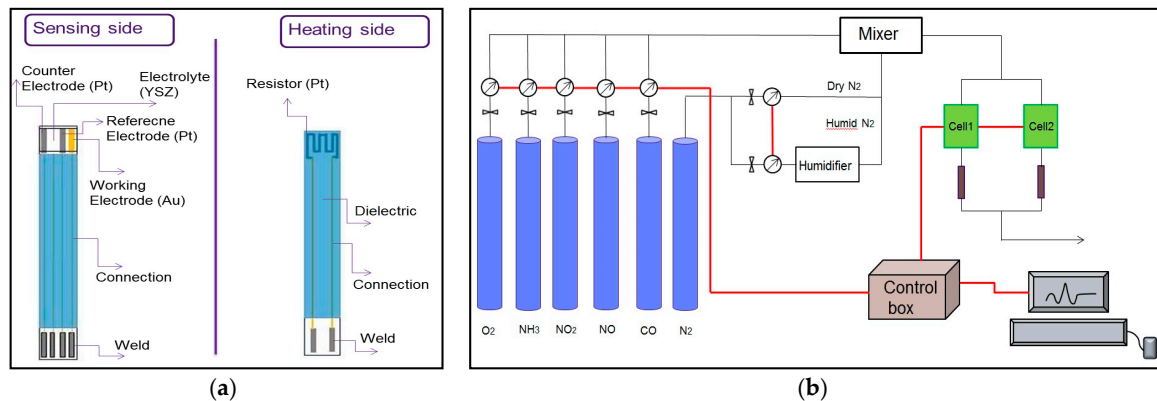 Sensing side
Heating side
Counter
Electrode (Pt)
Electrolyte
(YSZ)
Referecne
Electrode (Pt)
Working
Electrode (Au)
Connection
Weld
Resistor (Pt)
Dielectric
Connection
Weld
(a)
Mixer
Dry N2
Humid N2
Humidifier
Cell1
Cell2
Control
box
O2
NH3
NO2
NO
CO
N2
(b)